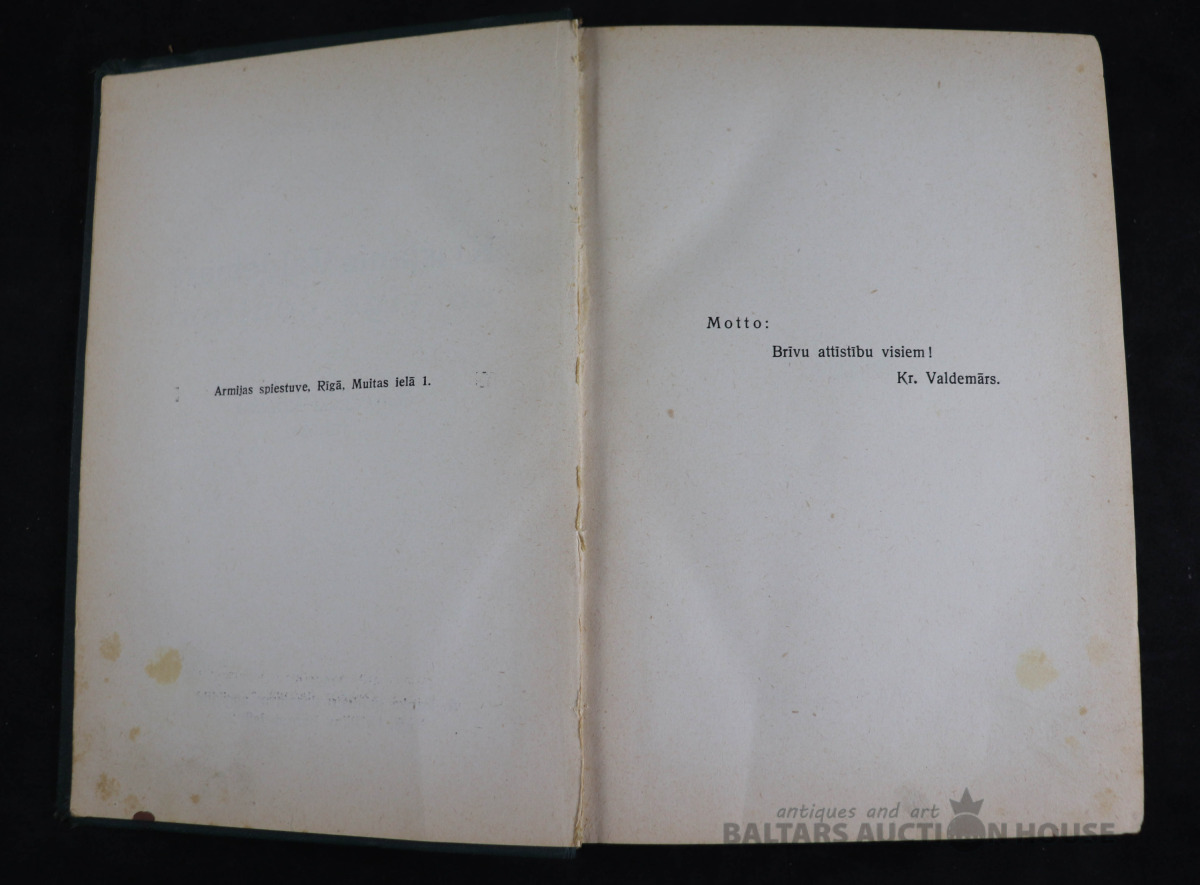 Armijas spiestuve, Rīgā, Muitas ielā 1.
Motto:
Brīvu attīstību visiem!
Kr. Valdemārs.
antiques and art
BALTARS AUCTION HOUSE